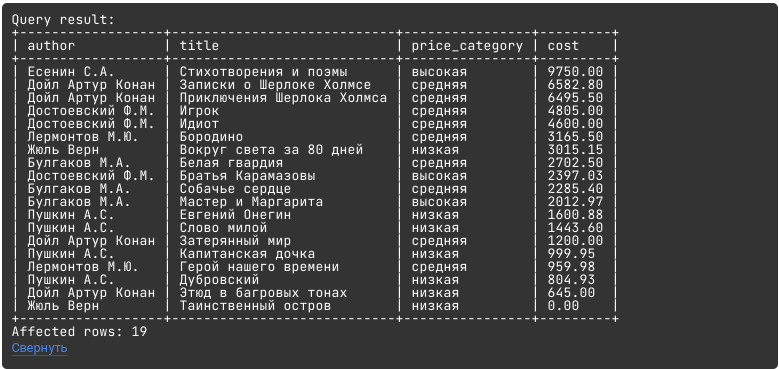 Query result:
+------------------+----------------------------+----------------+---------+
| author           | title                      | price_category | cost    |
+------------------+----------------------------+----------------+---------+
| Есенин С.А.      | Стихотворения и поэмы      | высокая        | 9750.00 |
| Дойл Артур Конан | Записки о Шерлоке Холмсе   | средняя        | 6582.80 |
| Дойл Артур Конан | Приключения Шерлока Холмса | средняя        | 6495.50 |
| Достоевский Ф.М. | Игрок                      | средняя        | 4805.00 |
| Достоевский Ф.М. | Идиот                      | средняя        | 4600.00 |
| Лермонтов М.Ю.   | Бородино                   | средняя        | 3165.50 |
| Жюль Верн        | Вокруг света за 80 дней    | низкая         | 3015.15 |
| Булгаков М.А.    | Белая гвардия              | средняя        | 2702.50 |
| Достоевский Ф.М. | Братья Карамазовы          | высокая        | 2397.03 |
| Булгаков М.А.    | Собачье сердце             | средняя        | 2285.40 |
| Булгаков М.А.    | Мастер и Маргарита         | высокая        | 2012.97 |
| Пушкин А.С.      | Евгений Онегин             | низкая         | 1600.88 |
| Пушкин А.С.      | Слово милой                | низкая         | 1443.60 |
| Дойл Артур Конан | Затерянный мир             | средняя        | 1200.00 |
| Пушкин А.С.      | Капитанская дочка          | низкая         | 999.95  |
| Лермонтов М.Ю.   | Герой нашего времени       | средняя        | 959.98  |
| Пушкин А.С.      | Дубровский                 | низкая         | 804.93  |
| Дойл Артур Конан | Этюд в багровых тонах      | низкая         | 645.00  |
| Жюль Верн        | Таинственный остров        | низкая         | 0.00    |
+------------------+----------------------------+----------------+---------+
Affected rows: 19
Свернуть